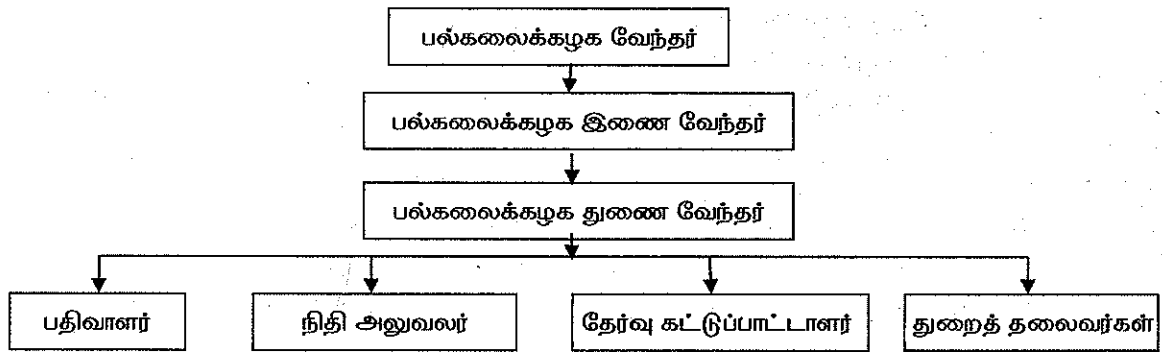 பல்கலைக்கழக வேந்தர்
பல்கலைக்கழக இணை வேந்தர்
பல்கலைக்கழக துணை வேந்தர்
பதிவாளர்
நிதி அலுவலர்
தேர்வு கட்டுப்பாட்டாளர்
துறைத் தலைவர்கள்